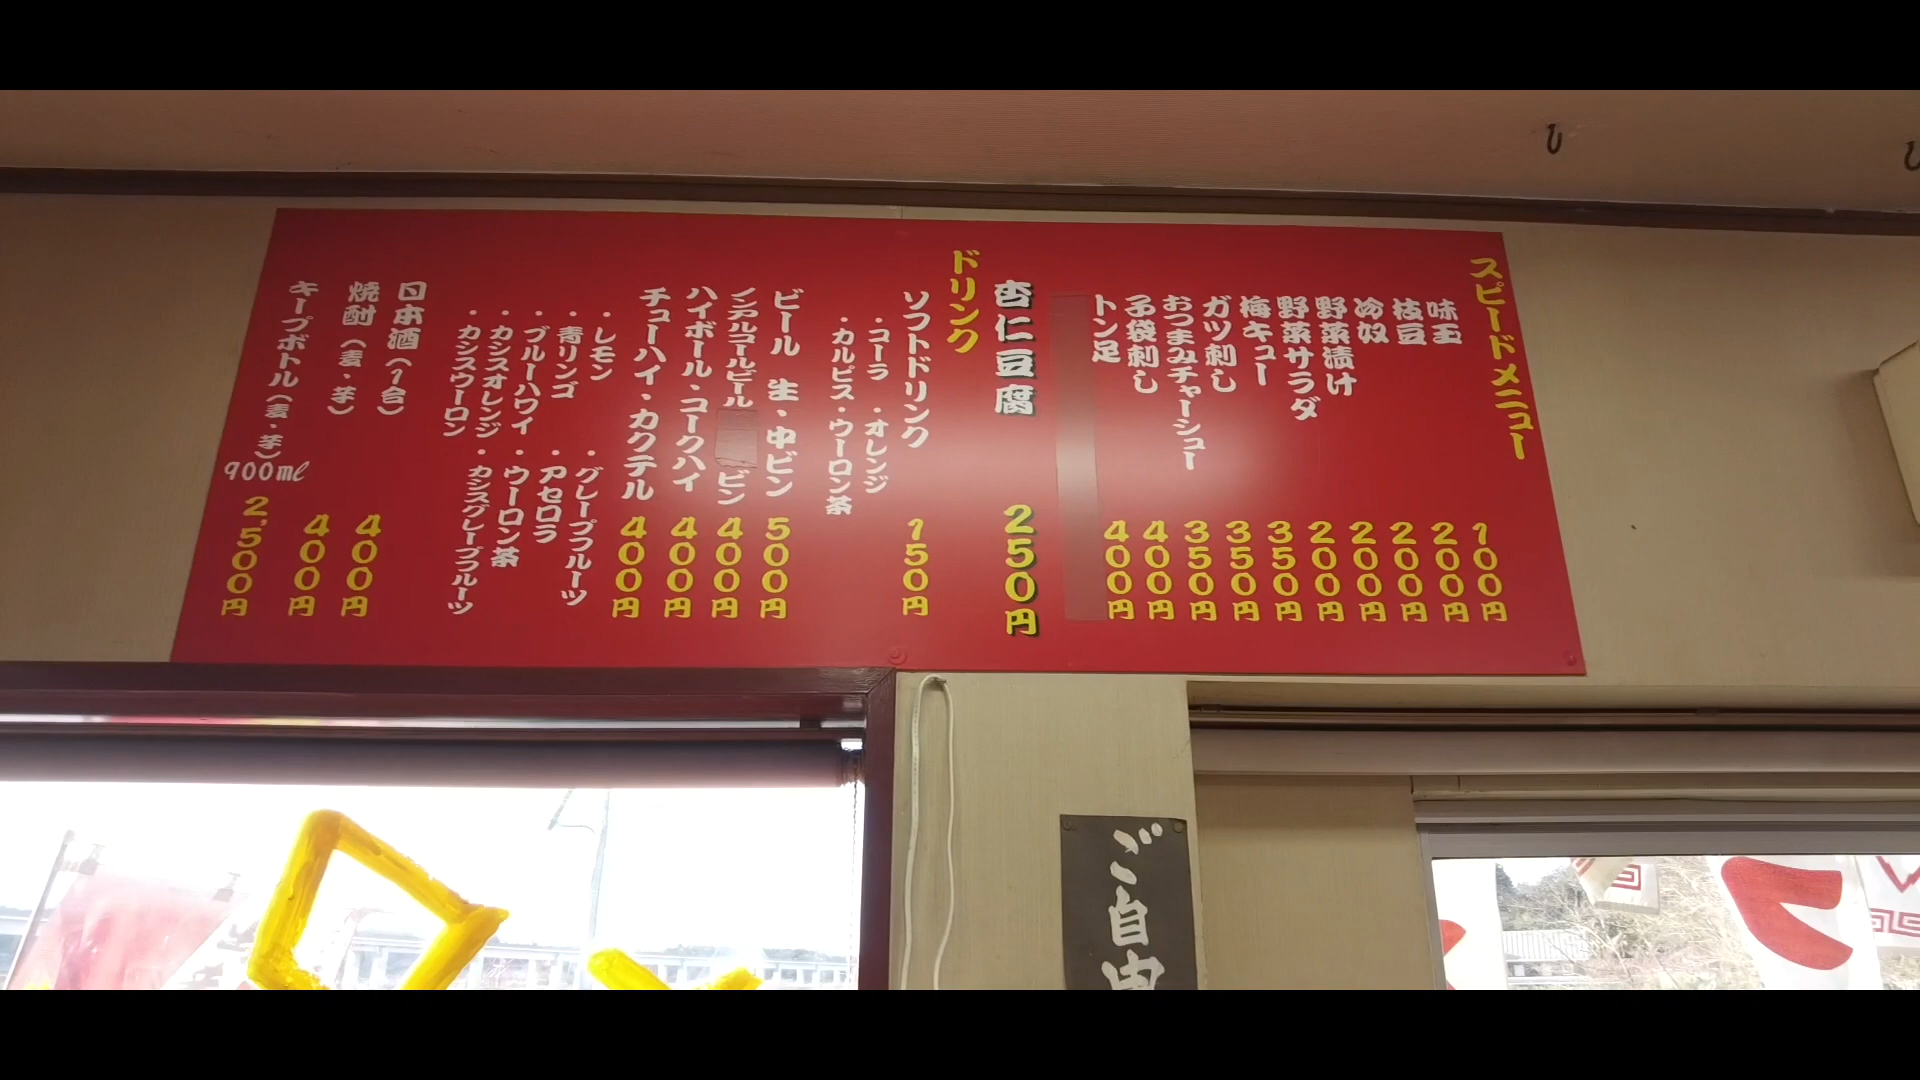 スピードメニュー
味玉 100円
枝豆 200円
冷奴 200円
野菜漬け 200円
野菜サラダ 200円
梅キュー 350円
ガツ刺し 350円
おつまみチャーシュー 350円
子袋刺し 400円
トン足 400円
杏仁豆腐 250円
ドリンク
ソフトドリンク 150円
・コーラ ・オレンジ
・カルピス ・ウーロン茶
ビール 生・中ビン 500円
ノンアルコールビール ビン 400円
ハイボール・コークハイ 400円
チューハイ・カクテル 400円
・レモン ・グレープフルーツ
・青リンゴ ・アセロラ
・ブルーハワイ ・ウーロン茶
・カシスオレンジ ・カシスグレープフルーツ
・カシスウーロン
日本酒(1合) 400円
焼酎(麦・芋) 400円
キープボトル(麦・芋) 900ml 2,500円
ご自由